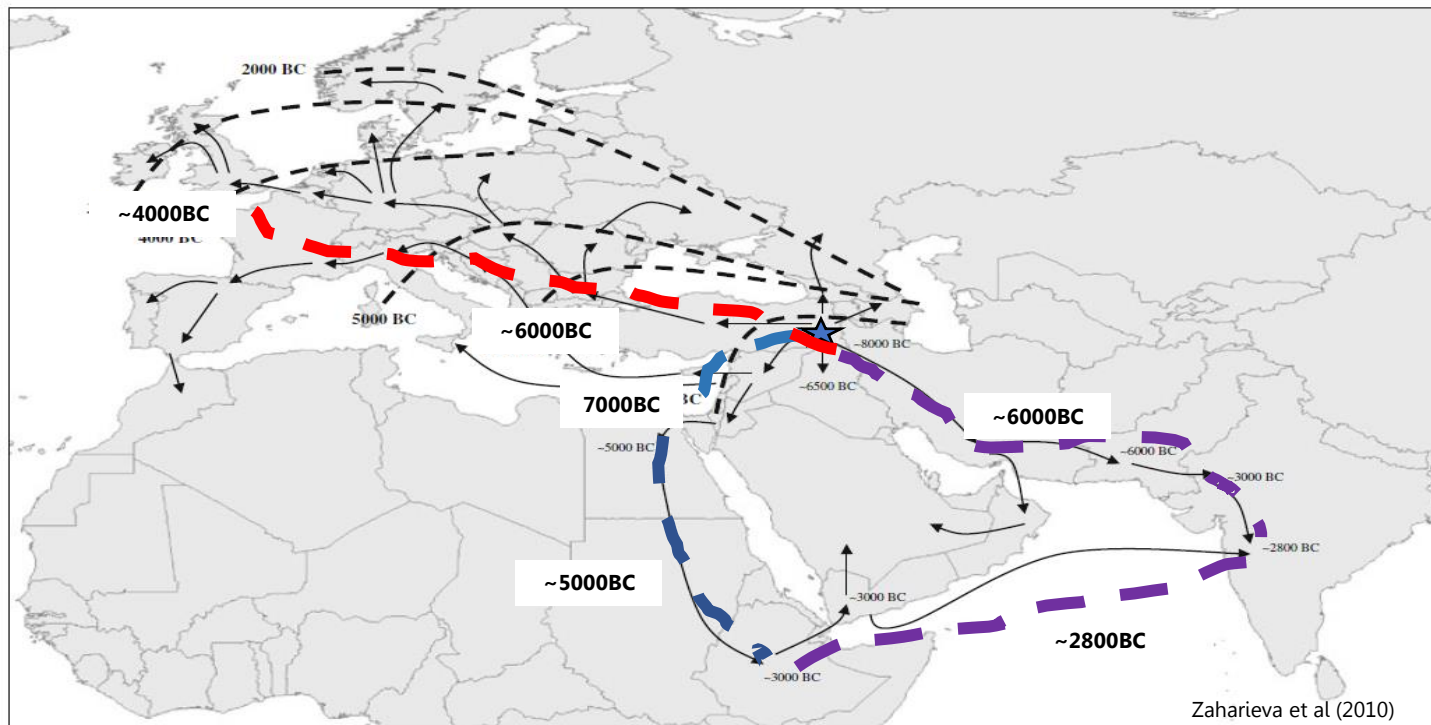 2000 BC
~4000BC
4000 BC
5000 BC
~6000BC
~8000 BC
~6500 BC
7000BC
BC
~6000BC
~5000 BC
~6000 BC
~3000 BC
~2800 BC
~5000BC
~3000 BC
~2800BC
~3000 BC
Zaharieva et al (2010)